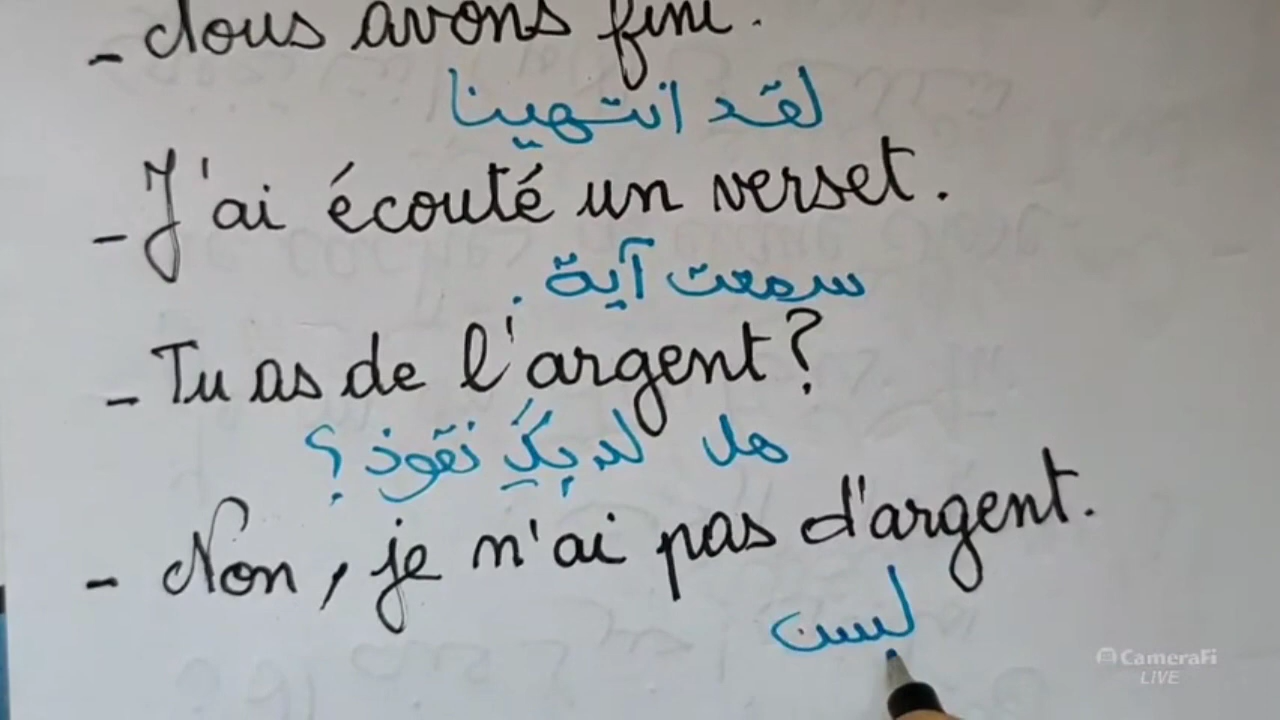 - Nous avons fini.
لقد انتهينا
- J'ai écouté un verset.
سمعت آية .
- Tu as de l'argent?
هل لديكَ نقوذ ؟
- Non, je n'ai pas d'argent.
ليس
CameraFi
LIVE